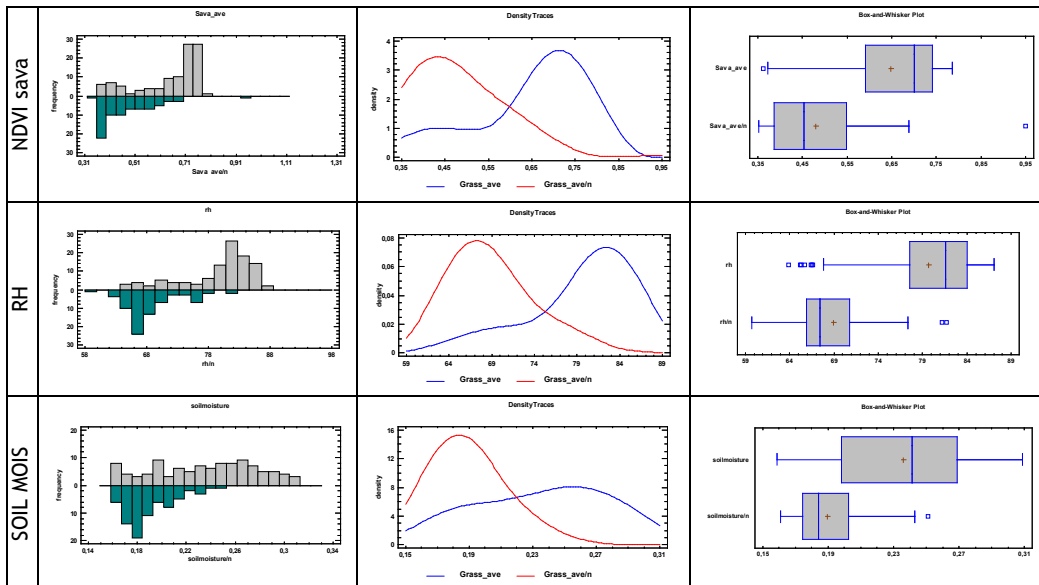 NDVI sava
Sava_ave
frequency
30
20
10
0
10
20
30
0,31 0,51 0,71 0,91 1,11 1,31
Sava_ave/n
DensityTraces
density
4
3
2
1
0
0,35 0,45 0,55 0,65 0,75 0,85 0,95
Grass_ave Grass_ave/n
Box-and-Whisker Plot
Sava_ave
Sava_ave/n
0,35 0,45 0,55 0,65 0,75 0,85 0,95
RH
rh
frequency
30
20
10
0
10
20
30
58 68 78 88 98
rh/n
DensityTraces
density
0,08
0,06
0,04
0,02
0
59 64 69 74 79 84 89
Grass_ave Grass_ave/n
Box-and-Whisker Plot
rh
rh/n
59 64 69 74 79 84 89
SOIL MOIS
soilmoisture
frequency
20
10
0
10
20
0,14 0,18 0,22 0,26 0,3 0,34
soilmoisture/n
DensityTraces
density
16
12
8
4
0
0,15 0,19 0,23 0,27 0,31
Grass_ave Grass_ave/n
Box-and-Whisker Plot
soilmoisture
soilmoisture/n
0,15 0,19 0,23 0,27 0,31